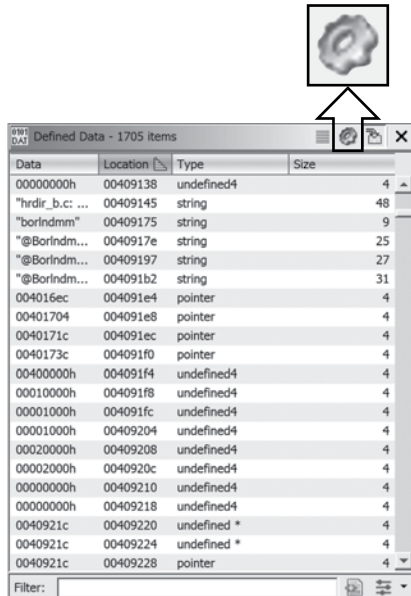 0101 DAT Defined Data - 1705 items
Data Location Type Size
00000000h 00409138 undefined4 4
"hrdir_b.c: ... 00409145 string 48
"borlndmm" 00409175 string 9
"@Borlndm... 0040917e string 25
"@Borlndm... 00409197 string 27
"@Borlndm... 004091b2 string 31
004016ec 004091e4 pointer 4
00401704 004091e8 pointer 4
0040171c 004091ec pointer 4
0040173c 004091f0 pointer 4
00400000h 004091f4 undefined4 4
00010000h 004091f8 undefined4 4
00001000h 004091fc undefined4 4
00001000h 00409204 undefined4 4
00020000h 00409208 undefined4 4
00002000h 0040920c undefined4 4
00000000h 00409210 undefined4 4
00000000h 00409218 undefined4 4
0040921c 00409220 undefined * 4
0040921c 00409224 undefined * 4
0040921c 00409228 pointer 4
Filter: